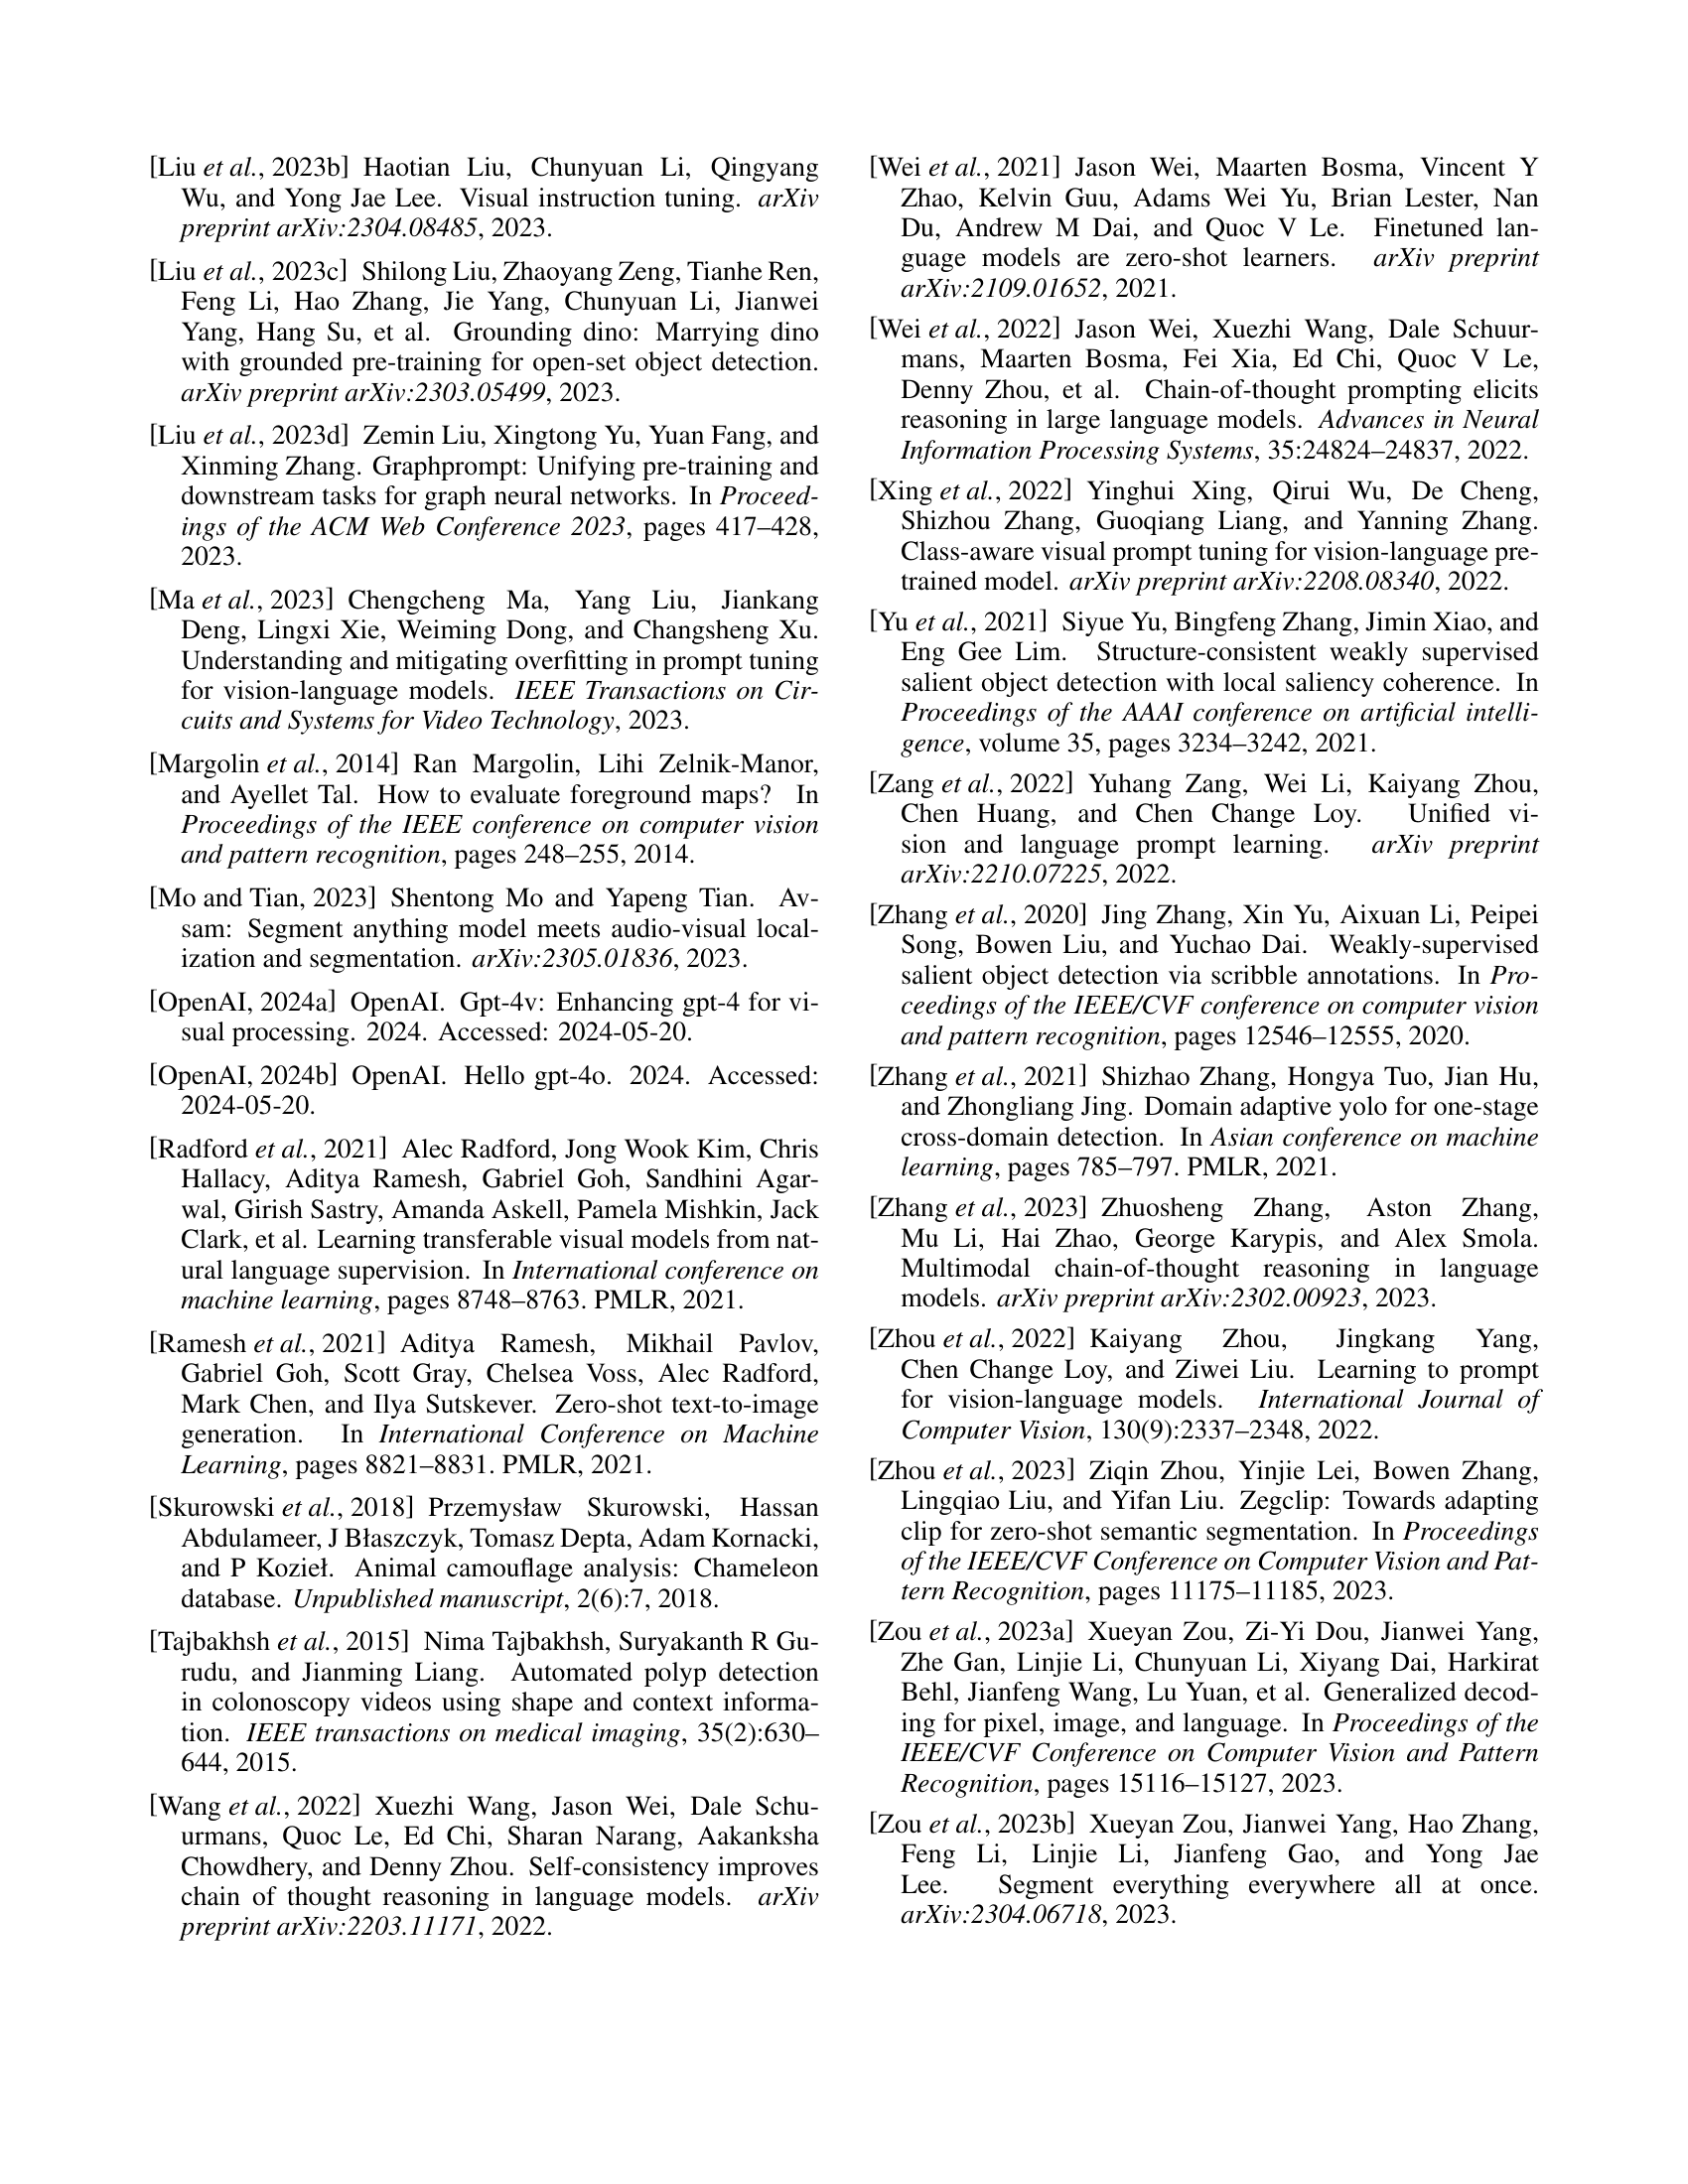 [Liu et al., 2023b] Haotian Liu, Chunyuan Li, Qingyang
Wu, and Yong Jae Lee. Visual instruction tuning. arXiv
preprint arXiv:2304.08485, 2023.
[Liu et al., 2023c] Shilong Liu, Zhaoyang Zeng, Tianhe Ren,
Feng Li, Hao Zhang, Jie Yang, Chunyuan Li, Jianwei
Yang, Hang Su, et al. Grounding dino: Marrying dino
with grounded pre-training for open-set object detection.
arXiv preprint arXiv:2303.05499, 2023.
[Liu et al., 2023d] Zemin Liu, Xingtong Yu, Yuan Fang, and
Xinming Zhang. Graphprompt: Unifying pre-training and
downstream tasks for graph neural networks. In Proceed-
ings of the ACM Web Conference 2023, pages 417–428,
2023.
[Ma et al., 2023] Chengcheng Ma, Yang Liu, Jiankang
Deng, Lingxi Xie, Weiming Dong, and Changsheng Xu.
Understanding and mitigating overfitting in prompt tuning
for vision-language models. IEEE Transactions on Cir-
cuits and Systems for Video Technology, 2023.
[Margolin et al., 2014] Ran Margolin, Lihi Zelnik-Manor,
and Ayellet Tal. How to evaluate foreground maps? In
Proceedings of the IEEE conference on computer vision
and pattern recognition, pages 248–255, 2014.
[Mo and Tian, 2023] Shentong Mo and Yapeng Tian. Av-
sam: Segment anything model meets audio-visual local-
ization and segmentation. arXiv:2305.01836, 2023.
[OpenAI, 2024a] OpenAI. Gpt-4v: Enhancing gpt-4 for vi-
sual processing. 2024. Accessed: 2024-05-20.
[OpenAI, 2024b] OpenAI. Hello gpt-4o. 2024. Accessed:
2024-05-20.
[Radford et al., 2021] Alec Radford, Jong Wook Kim, Chris
Hallacy, Aditya Ramesh, Gabriel Goh, Sandhini Agar-
wal, Girish Sastry, Amanda Askell, Pamela Mishkin, Jack
Clark, et al. Learning transferable visual models from nat-
ural language supervision. In International conference on
machine learning, pages 8748–8763. PMLR, 2021.
[Ramesh et al., 2021] Aditya Ramesh, Mikhail Pavlov,
Gabriel Goh, Scott Gray, Chelsea Voss, Alec Radford,
Mark Chen, and Ilya Sutskever. Zero-shot text-to-image
generation. In International Conference on Machine
Learning, pages 8821–8831. PMLR, 2021.
[Skurowski et al., 2018] Przemysław Skurowski, Hassan
Abdulameer, J Błaszczyk, Tomasz Depta, Adam Kornacki,
and P Kozieł. Animal camouflage analysis: Chameleon
database. Unpublished manuscript, 2(6):7, 2018.
[Tajbakhsh et al., 2015] Nima Tajbakhsh, Suryakanth R Gu-
rudu, and Jianming Liang. Automated polyp detection
in colonoscopy videos using shape and context informa-
tion. IEEE transactions on medical imaging, 35(2):630–
644, 2015.
[Wang et al., 2022] Xuezhi Wang, Jason Wei, Dale Schu-
urmans, Quoc Le, Ed Chi, Sharan Narang, Aakanksha
Chowdhery, and Denny Zhou. Self-consistency improves
chain of thought reasoning in language models. arXiv
preprint arXiv:2203.11171, 2022.
[Wei et al., 2021] Jason Wei, Maarten Bosma, Vincent Y
Zhao, Kelvin Guu, Adams Wei Yu, Brian Lester, Nan
Du, Andrew M Dai, and Quoc V Le. Finetuned lan-
guage models are zero-shot learners. arXiv preprint
arXiv:2109.01652, 2021.
[Wei et al., 2022] Jason Wei, Xuezhi Wang, Dale Schuur-
mans, Maarten Bosma, Fei Xia, Ed Chi, Quoc V Le,
Denny Zhou, et al. Chain-of-thought prompting elicits
reasoning in large language models. Advances in Neural
Information Processing Systems, 35:24824–24837, 2022.
[Xing et al., 2022] Yinghui Xing, Qirui Wu, De Cheng,
Shizhou Zhang, Guoqiang Liang, and Yanning Zhang.
Class-aware visual prompt tuning for vision-language pre-
trained model. arXiv preprint arXiv:2208.08340, 2022.
[Yu et al., 2021] Siyue Yu, Bingfeng Zhang, Jimin Xiao, and
Eng Gee Lim. Structure-consistent weakly supervised
salient object detection with local saliency coherence. In
Proceedings of the AAAI conference on artificial intelli-
gence, volume 35, pages 3234–3242, 2021.
[Zang et al., 2022] Yuhang Zang, Wei Li, Kaiyang Zhou,
Chen Huang, and Chen Change Loy. Unified vi-
sion and language prompt learning. arXiv preprint
arXiv:2210.07225, 2022.
[Zhang et al., 2020] Jing Zhang, Xin Yu, Aixuan Li, Peipei
Song, Bowen Liu, and Yuchao Dai. Weakly-supervised
salient object detection via scribble annotations. In Pro-
ceedings of the IEEE/CVF conference on computer vision
and pattern recognition, pages 12546–12555, 2020.
[Zhang et al., 2021] Shizhao Zhang, Hongya Tuo, Jian Hu,
and Zhongliang Jing. Domain adaptive yolo for one-stage
cross-domain detection. In Asian conference on machine
learning, pages 785–797. PMLR, 2021.
[Zhang et al., 2023] Zhuosheng Zhang, Aston Zhang,
Mu Li, Hai Zhao, George Karypis, and Alex Smola.
Multimodal chain-of-thought reasoning in language
models. arXiv preprint arXiv:2302.00923, 2023.
[Zhou et al., 2022] Kaiyang Zhou, Jingkang Yang,
Chen Change Loy, and Ziwei Liu. Learning to prompt
for vision-language models. International Journal of
Computer Vision, 130(9):2337–2348, 2022.
[Zhou et al., 2023] Ziqin Zhou, Yinjie Lei, Bowen Zhang,
Lingqiao Liu, and Yifan Liu. Zegclip: Towards adapting
clip for zero-shot semantic segmentation. In Proceedings
of the IEEE/CVF Conference on Computer Vision and Pat-
tern Recognition, pages 11175–11185, 2023.
[Zou et al., 2023a] Xueyan Zou, Zi-Yi Dou, Jianwei Yang,
Zhe Gan, Linjie Li, Chunyuan Li, Xiyang Dai, Harkirat
Behl, Jianfeng Wang, Lu Yuan, et al. Generalized decod-
ing for pixel, image, and language. In Proceedings of the
IEEE/CVF Conference on Computer Vision and Pattern
Recognition, pages 15116–15127, 2023.
[Zou et al., 2023b] Xueyan Zou, Jianwei Yang, Hao Zhang,
Feng Li, Linjie Li, Jianfeng Gao, and Yong Jae
Lee. Segment everything everywhere all at once.
arXiv:2304.06718, 2023.